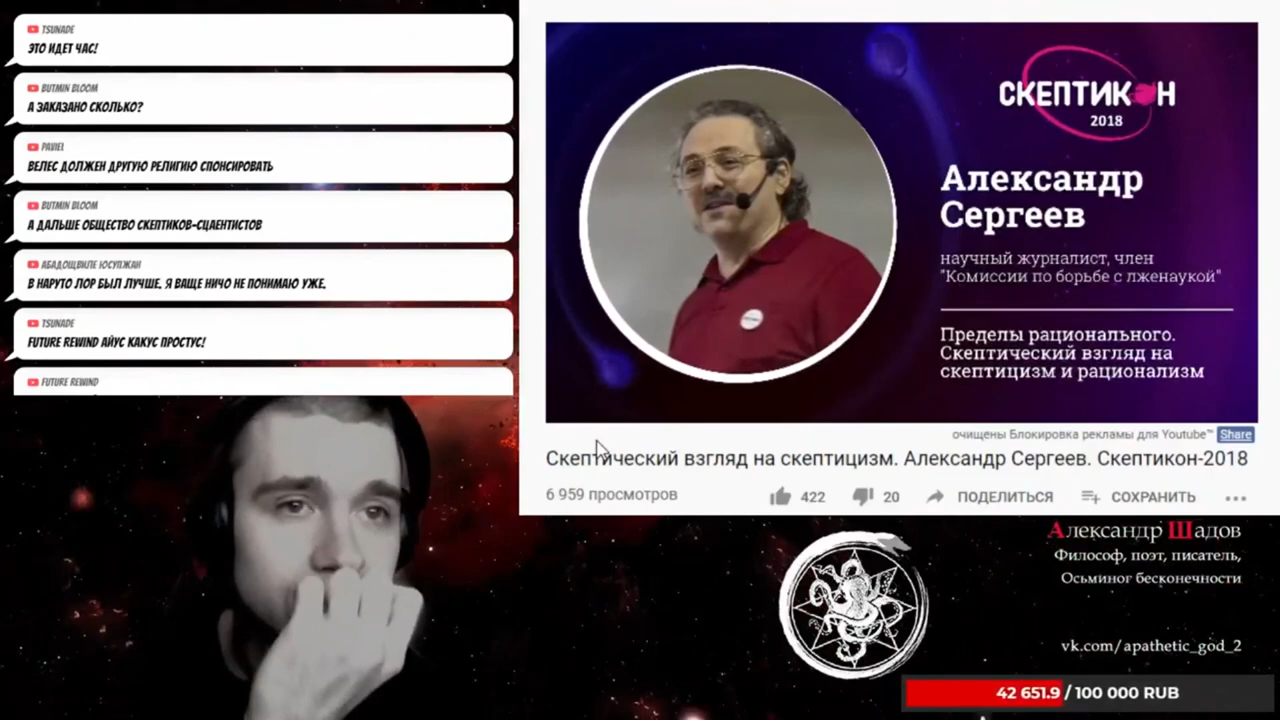 TSUNADE
ЭТО ИДЕТ ЧАС!
BUTMIN BLOOM
А ЗАКАЗАНО СКОЛЬКО?
PAVIEL
ВЕЛЕС ДОЛЖЕН ДРУГУЮ РЕЛИГИЮ СПОНСИРОВАТЬ
BUTMIN BLOOM
А ДАЛЬШЕ ОБЩЕСТВО СКЕПТИКОВ-СЦАЕНТИСТОВ
АБАДОЩВИЛЕ ЮСУПЖАН
В НАРУТО ЛОР БЫЛ ЛУЧШЕ. Я ВАЩЕ НИЧО НЕ ПОНИМАЮ УЖЕ.
TSUNADE
FUTURE REWIND АЙУС КАКУС ПРОСТУС!
FUTURE REWIND
СКЕПТИКОН
2018
Александр
Сергеев
научный журналист, член
"Комиссии по борьбе с лженаукой"
Пределы рационального.
Скептический взгляд на
скептицизм и рационализм
очищены Блокировка рекламы для Youtube™ Share
Скептический взгляд на скептицизм. Александр Сергеев. Скептикон-2018
6 959 просмотров
422
20
ПОДЕЛИТЬСЯ
СОХРАНИТЬ
Александр Шадов
Философ, поэт, писатель,
Осьминог бесконечности
vk.com/apathetic_god_2
42 651.9 / 100 000 RUB